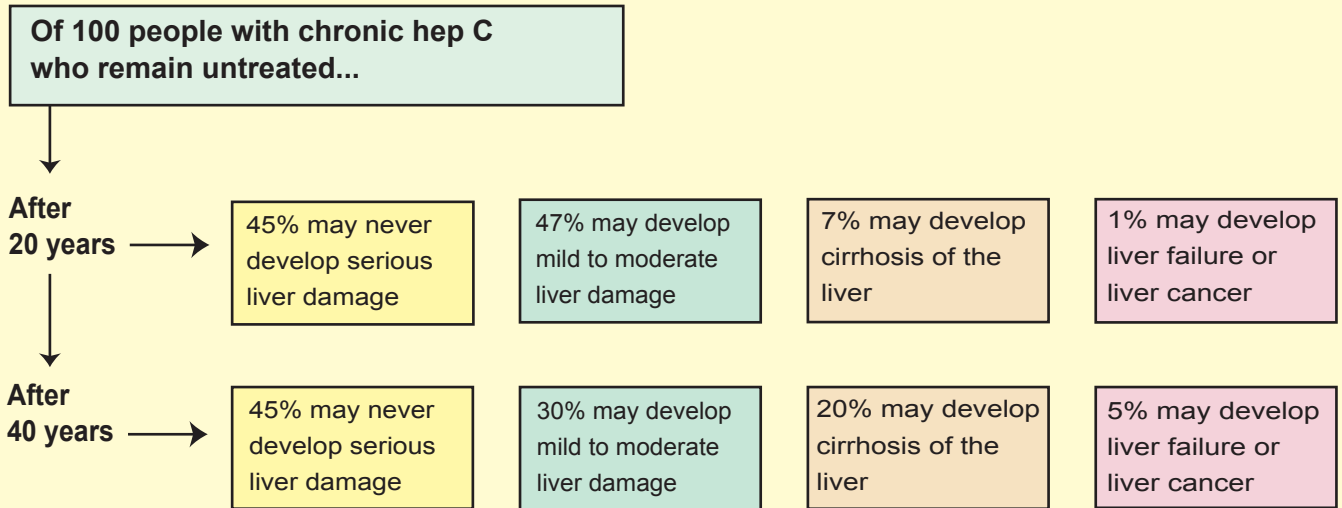 Of 100 people with chronic hep C
who remain untreated...
After
20 years
45% may never
develop serious
liver damage
47% may develop
mild to moderate
liver damage
7% may develop
cirrhosis of the
liver
1% may develop
liver failure or
liver cancer
After
40 years
45% may never
develop serious
liver damage
30% may develop
mild to moderate
liver damage
20% may develop
cirrhosis of the
liver
5% may develop
liver failure or
liver cancer